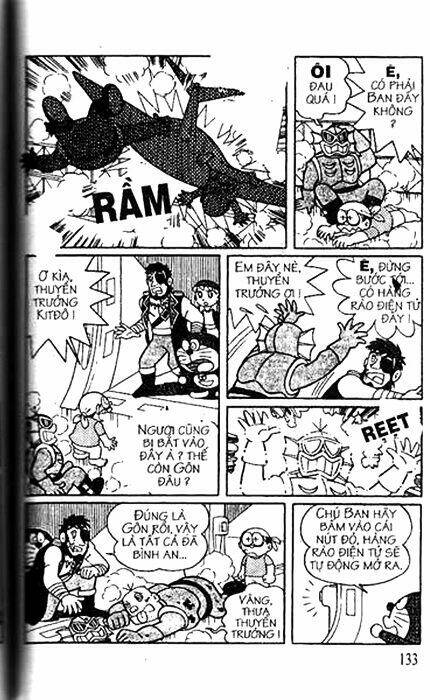 RẦM
ÔI
ĐAU
QUÁ !
Ê,
CÓ PHẢI
BAN ĐẤY
KHÔNG
?
Ơ KÌA,
THUYỀN
TRƯỞNG
KITĐÔ !
NGƯƠI CŨNG
BỊ BẮT VÀO
ĐÂY À ? THẾ
CÒN GÔN
ĐÂU ?
EM ĐÂY NÈ,
THUYỀN
TRƯỞNG ƠI !
Ê, ĐỪNG
BƯỚC TỚI...
CÓ HÀNG
RÀO ĐIỆN TỬ
ĐẤY !
REET
ĐÚNG LÀ
GÔN RỒI, VẬY
LÀ TẤT CẢ ĐÃ
BÌNH AN...
VÂNG,
THƯA
THUYỀN
TRƯỞNG !
CHÚ BAN HÃY
BẤM VÀO CÁI
NÚT ĐỎ, HÀNG
RÀO ĐIỆN TỬ SẼ
TỰ ĐỘNG MỞ RA.
133